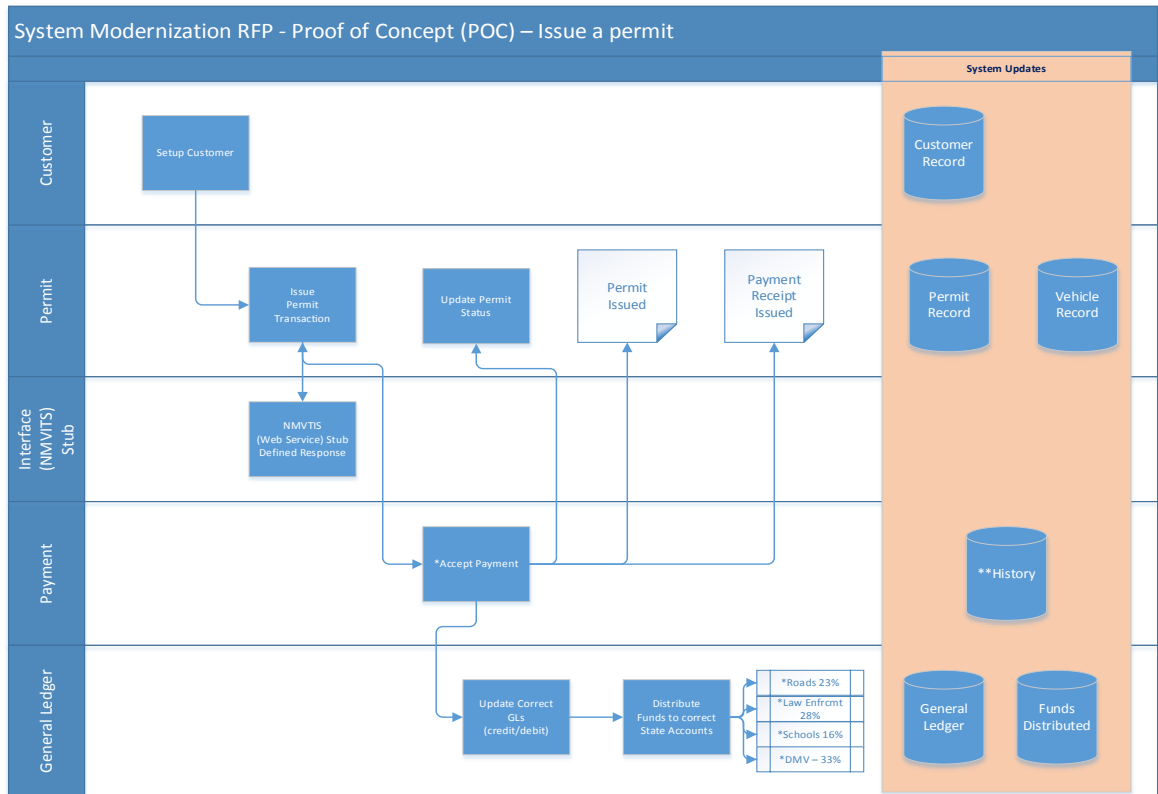 System Modernization RFP - Proof of Concept (POC) – Issue a permit
System Updates
Customer
Setup Customer
Customer
Record
Permit
Issue
Permit
Transaction
Update Permit
Status
Permit
Issued
Payment
Receipt
Issued
Permit
Record
Vehicle
Record
Interface
(NMVITS)
Stub
NMVTIS
(Web Service) Stub
Defined Response
Payment
*Accept Payment
**History
General Ledger
Update Correct
GLs
(credit/debit)
Distribute
Funds to correct
State Accounts
*Roads 23%
*Law Enfrcmt
28%
*Schools 16%
*DMV – 33%
General
Ledger
Funds
Distributed